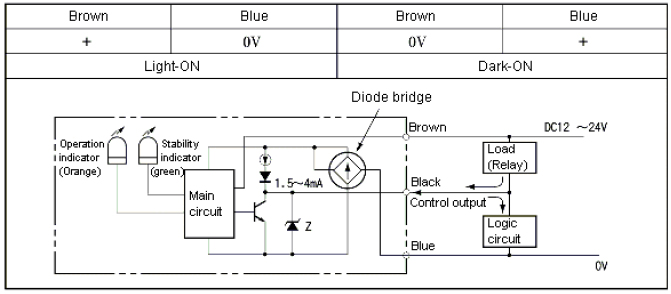 Brown Blue Brown Blue
+ 0V 0V +
Light-ON Dark-ON
Diode bridge
Brown DC12 ～24V
Operation indicator (Orange)
Stability indicator (green)
Load (Relay)
1.5～4mA
Black
Main circuit
Control output
Z
Logic circuit
Blue
0V